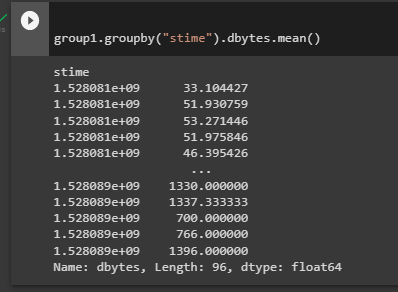 group1.groupby("stime").dbytes.mean()
stime
1.528081e+09 33.104427
1.528081e+09 51.930759
1.528081e+09 53.271446
1.528081e+09 51.975846
1.528081e+09 46.395426
...
1.528089e+09 1330.000000
1.528089e+09 1337.333333
1.528089e+09 700.000000
1.528089e+09 766.000000
1.528089e+09 1396.000000
Name: dbytes, Length: 96, dtype: float64